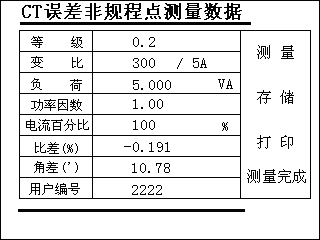 CT误差非规程点测量数据
等 级 0.2
变 比 300 / 5A
负 荷 5.000 VA
功率因数 1.00
电流百分比 100 %
比差(%) -0.191
角差(') 10.78
用户编号 2222
测 量
存 储
打 印
测量完成